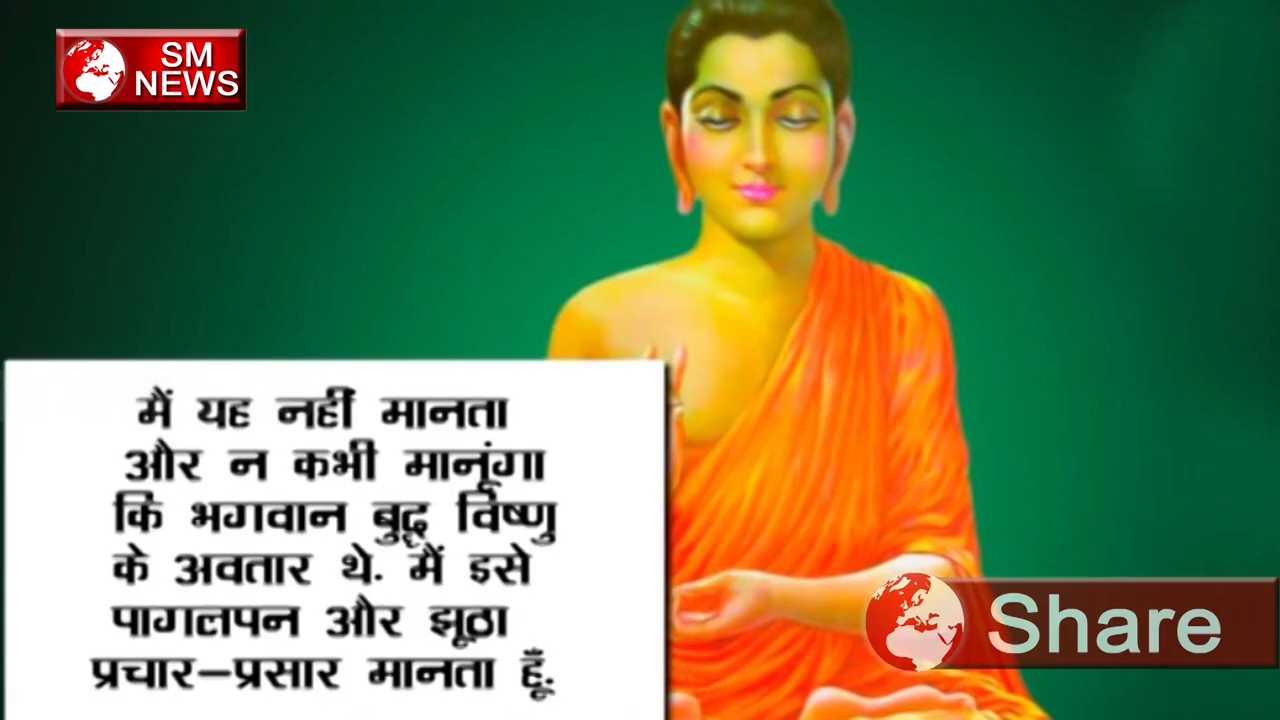 SM
NEWS
मैं यह नहीं मानता
और न कभी मानूंगा
कि भगवान बुद्ध विष्णु
के अवतार थे. मैं इसे
पागलपन और झूठा
प्रचार–प्रसार मानता हूँ.
Share